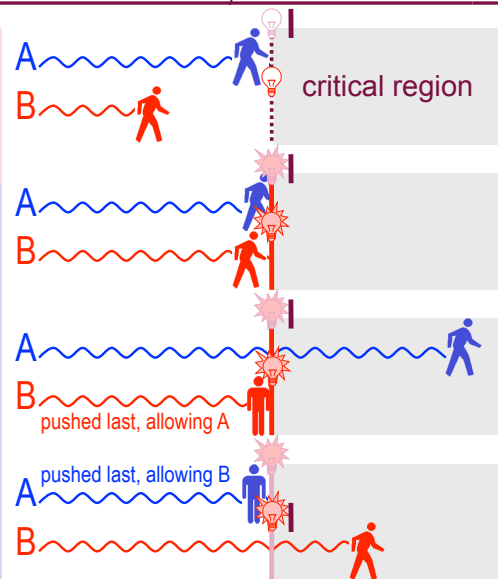 A
critical region
B
A
B
A
B
pushed last, allowing A
pushed last, allowing B
A
B